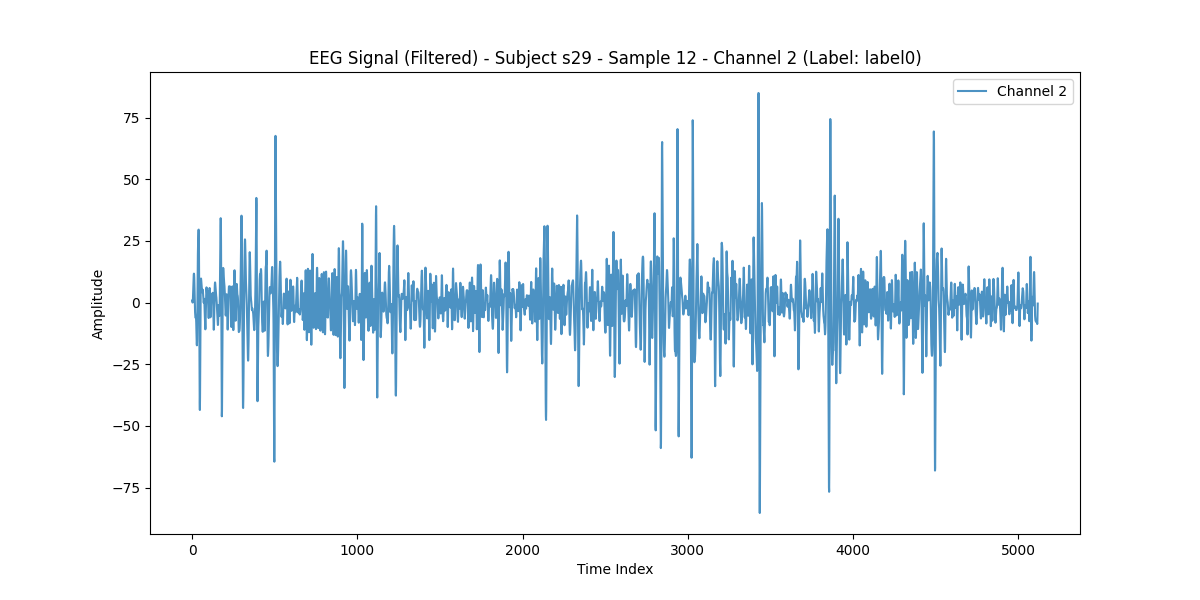 EEG Signal (Filtered) - Subject s29 - Sample 12 - Channel 2 (Label: label0)
Channel 2
75
50
25
0
−25
−50
−75
Amplitude
0 1000 2000 3000 4000 5000
Time Index